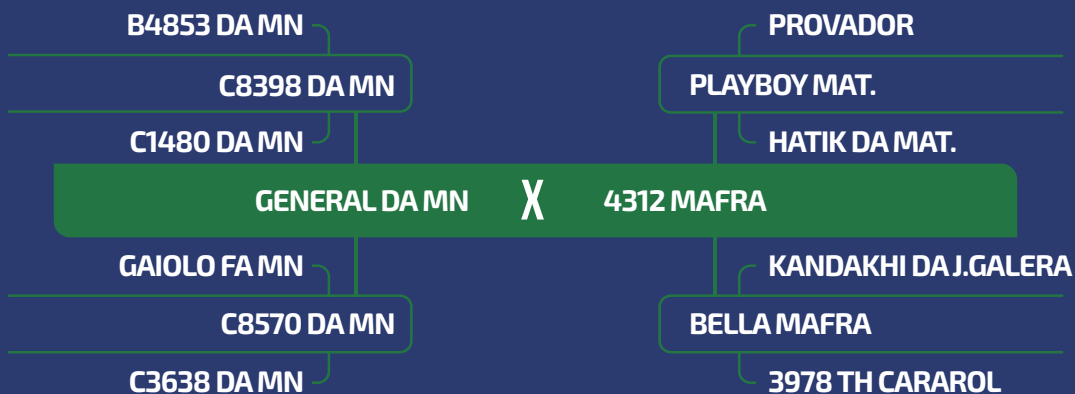 B4853 DA MN
PROVADOR
C8398 DA MN
PLAYBOY MAT.
C1480 DA MN
HATIK DA MAT.
GENERAL DA MN X 4312 MAFRA
GAIOLO FA MN
KANDAKHI DA J.GALERA
C8570 DA MN
BELLA MAFRA
C3638 DA MN
3978 TH CARAROL